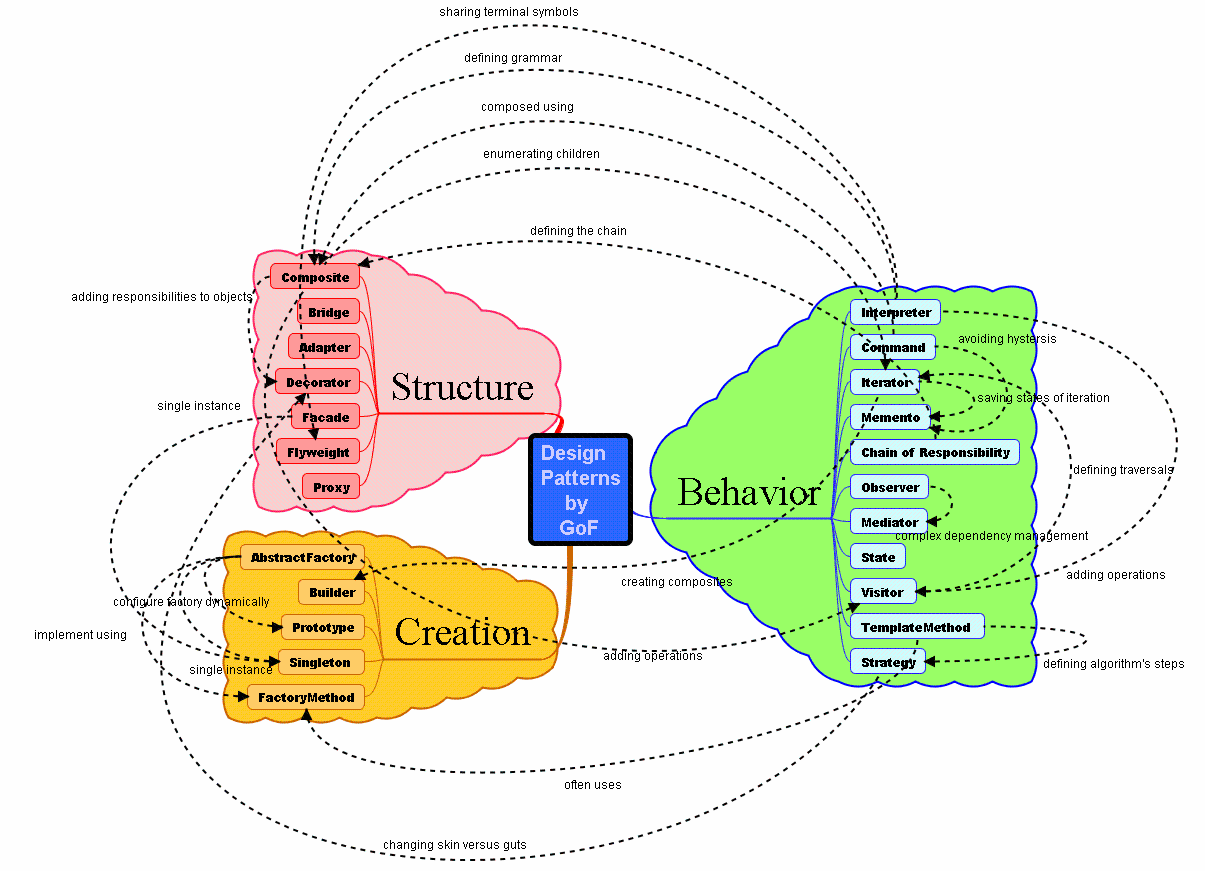 sharing terminal symbols
defining grammar
composed using
enumerating children
defining the chain
Composite
adding responsibilities to objects
Bridge
Adapter
Decorator
single instance
Facade
Flyweight
Proxy
Structure
Design
Patterns
by
GoF
Behavior
Interpreter
avoiding hystersis
Command
Iterator
saving states of iteration
Memento
Chain of Responsibility
defining traversals
Observer
Mediator
complex dependency management
State
adding operations
Visitor
TemplateMethod
Strategy
defining algorithm's steps
AbstractFactory
Builder
creating composites
configure factory dynamically
Prototype
Creation
implement using
adding operations
Singleton
single instance
FactoryMethod
often uses
changing skin versus guts